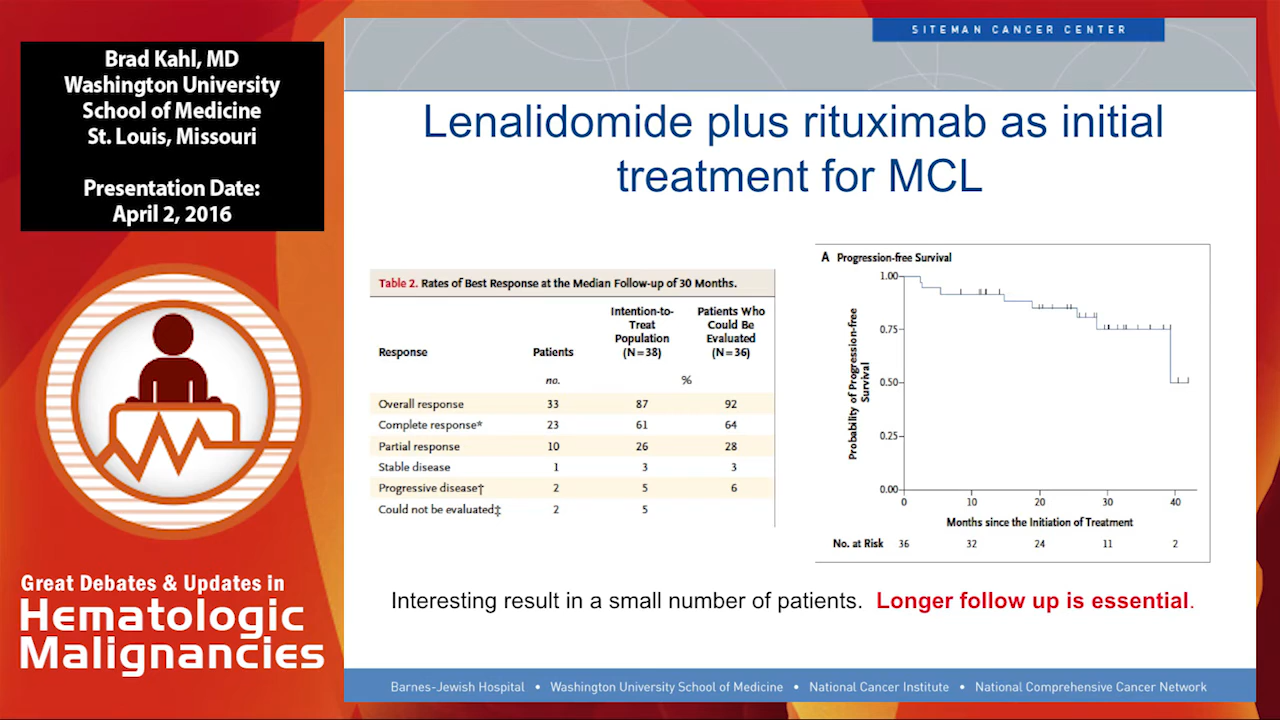 Brad Kahl, MD
Washington University
School of Medicine
St. Louis, Missouri
Presentation Date:
April 2, 2016
Great Debates & Updates in
Hematologic
Malignancies
SITEMAN CANCER CENTER
Lenalidomide plus rituximab as initial
treatment for MCL
Table 2. Rates of Best Response at the Median Follow-up of 30 Months.
Response Patients Intention-to-Treat Population (N=38) Patients Who Could Be Evaluated (N=36)
no. %
Overall response 33 87 92
Complete response* 23 61 64
Partial response 10 26 28
Stable disease 1 3 3
Progressive disease† 2 5 6
Could not be evaluated‡ 2 5
A Progression-free Survival
Probability of Progression-free
Survival
1.00
0.75
0.50
0.25
0.00
0 10 20 30 40
Months since the Initiation of Treatment
No. at Risk 36 32 24 11 2
Interesting result in a small number of patients. Longer follow up is essential.
Barnes-Jewish Hospital • Washington University School of Medicine • National Cancer Institute • National Comprehensive Cancer Network